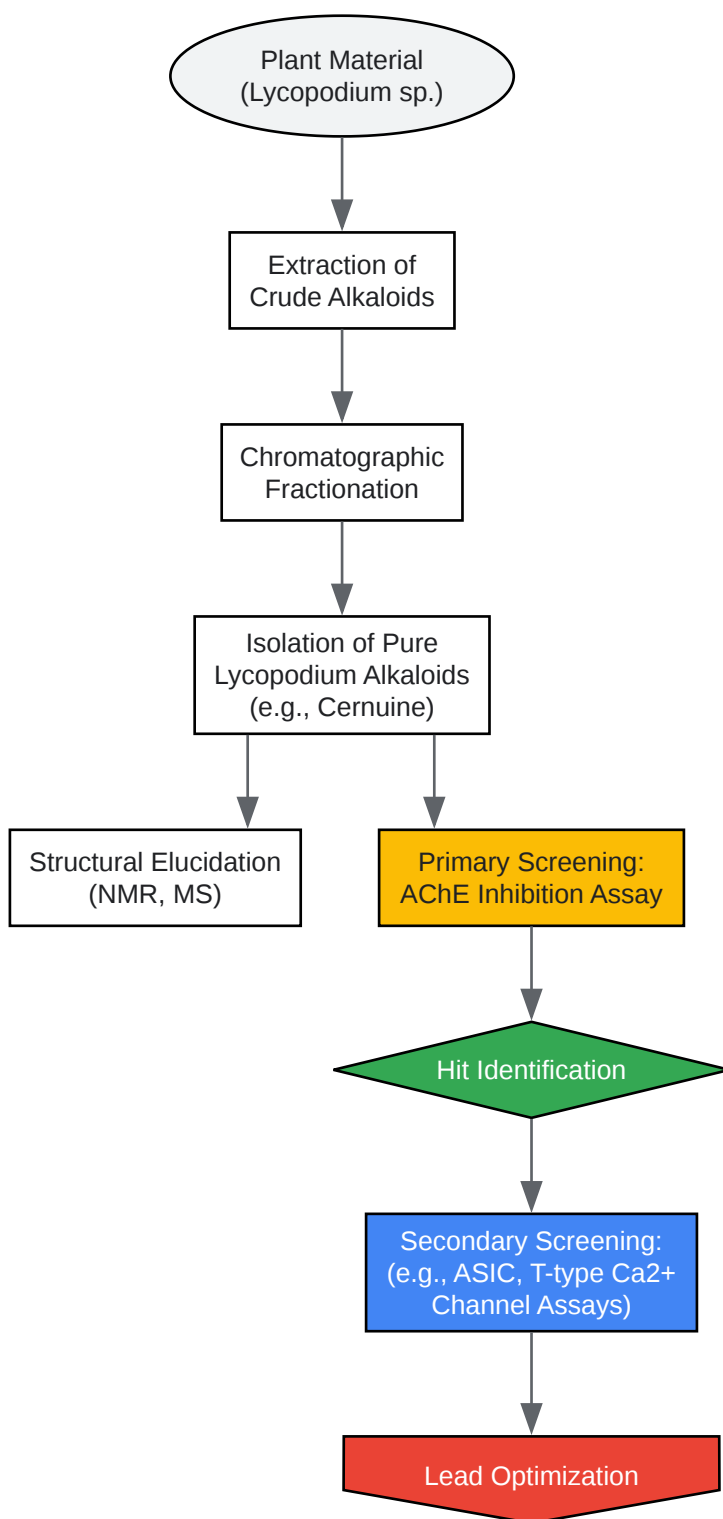 Plant Material
(Lycopodium sp.)
Extraction of
Crude Alkaloids
Chromatographic
Fractionation
Isolation of Pure
Lycopodium Alkaloids
(e.g., Cernuine)
Structural Elucidation
(NMR, MS)
Primary Screening:
AChE Inhibition Assay
Hit Identification
Secondary Screening:
(e.g., ASIC, T-type Ca2+
Channel Assays)
Lead Optimization